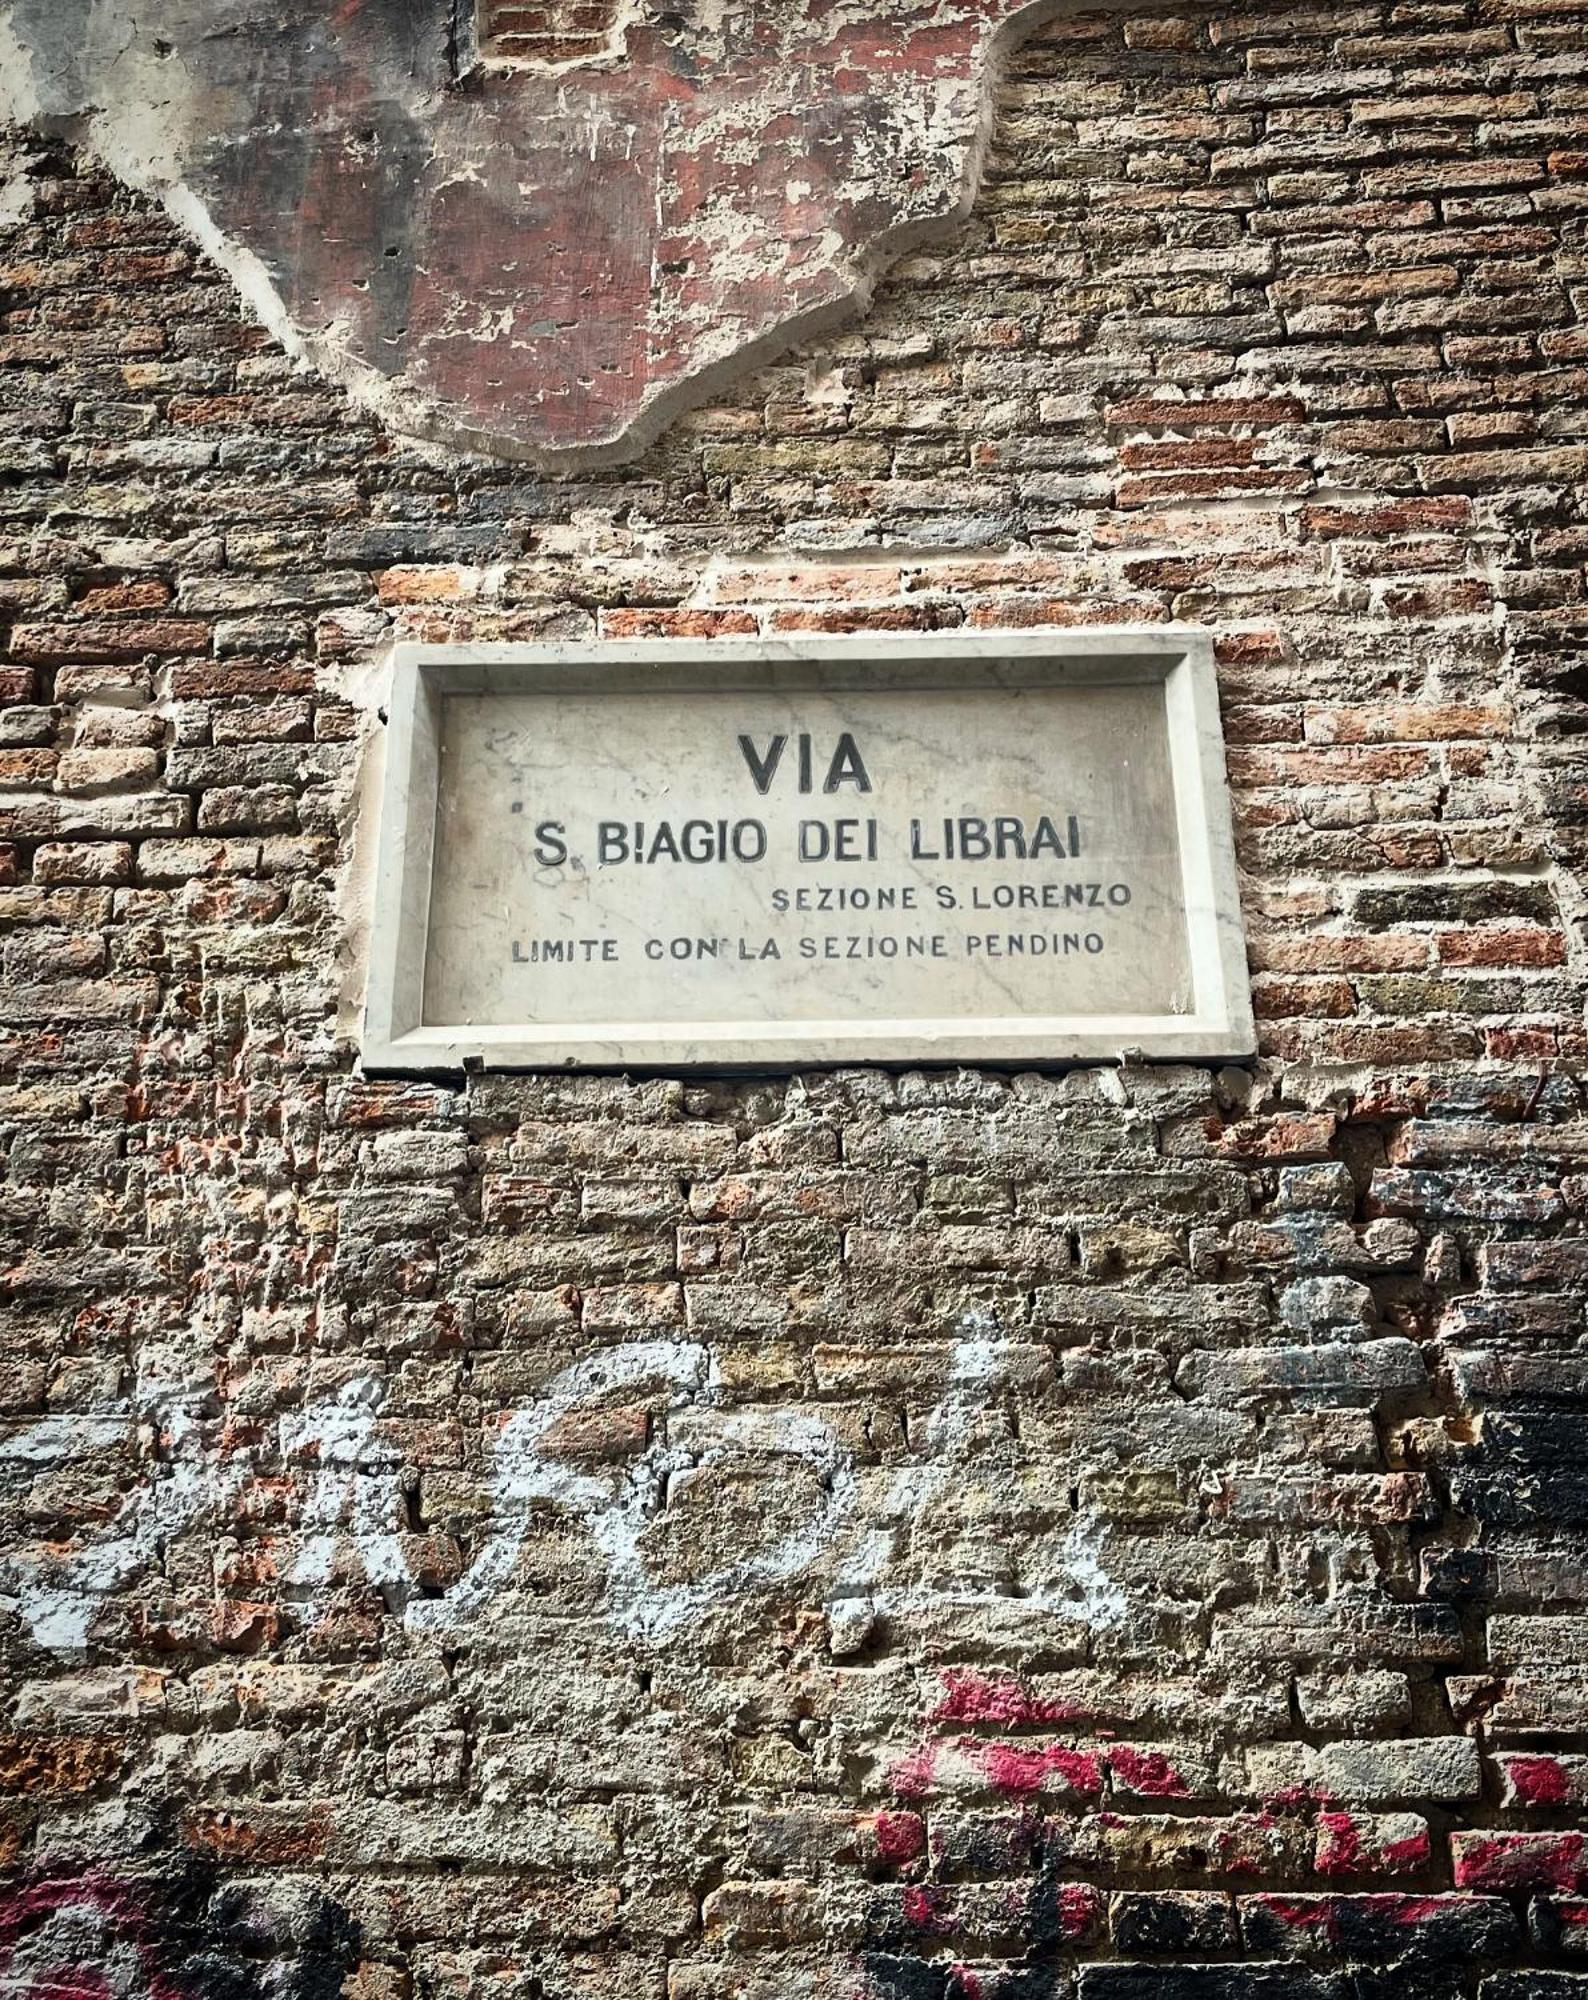 VIA
S. BIAGIO DEI LIBRAI
SEZIONE S. LORENZO
LIMITE CON LA SEZIONE PENDINO